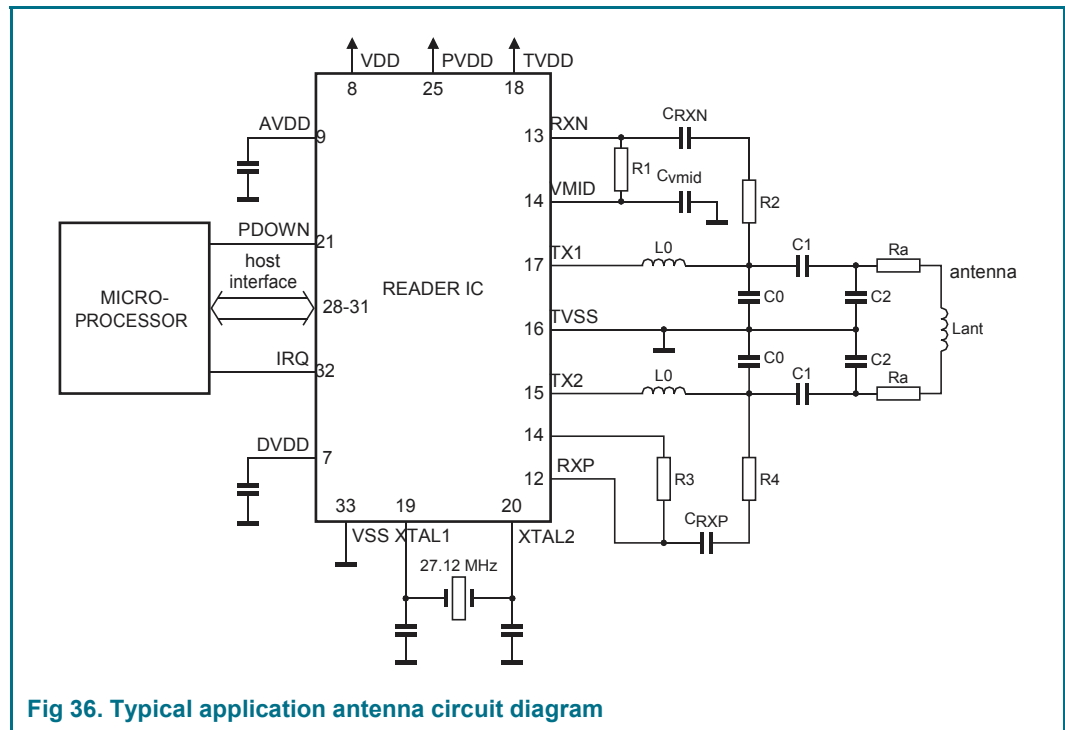 VDD PVDD TVDD
8 25 18
AVDD
9
13 RXN
CRXN
R1
Cvmid
14 VMID
R2
PDOWN
21
host
interface
28-31
MICRO-
PROCESSOR
READER IC
17 TX1
L0
C1
Ra
antenna
C0
C2
16 TVSS
Lant
C0
C2
IRQ
32
15 TX2
L0
C1
Ra
14
DVDD
7
12 RXP
R3
R4
CRXP
33 19 20
VSS XTAL1 XTAL2
27.12 MHz
Fig 36. Typical application antenna circuit diagram